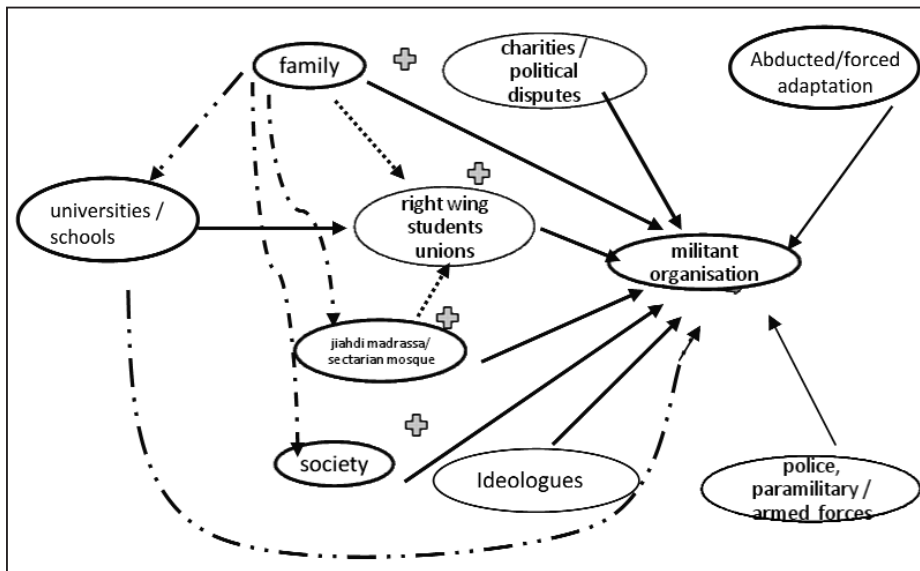 family
charities /
political
disputes
Abducted/forced
adaptation
universities /
schools
right wing
students
unions
militant
organisation
jiahdi madrassa/
sectarian mosque
society
Ideologues
police,
paramilitary /
armed forces